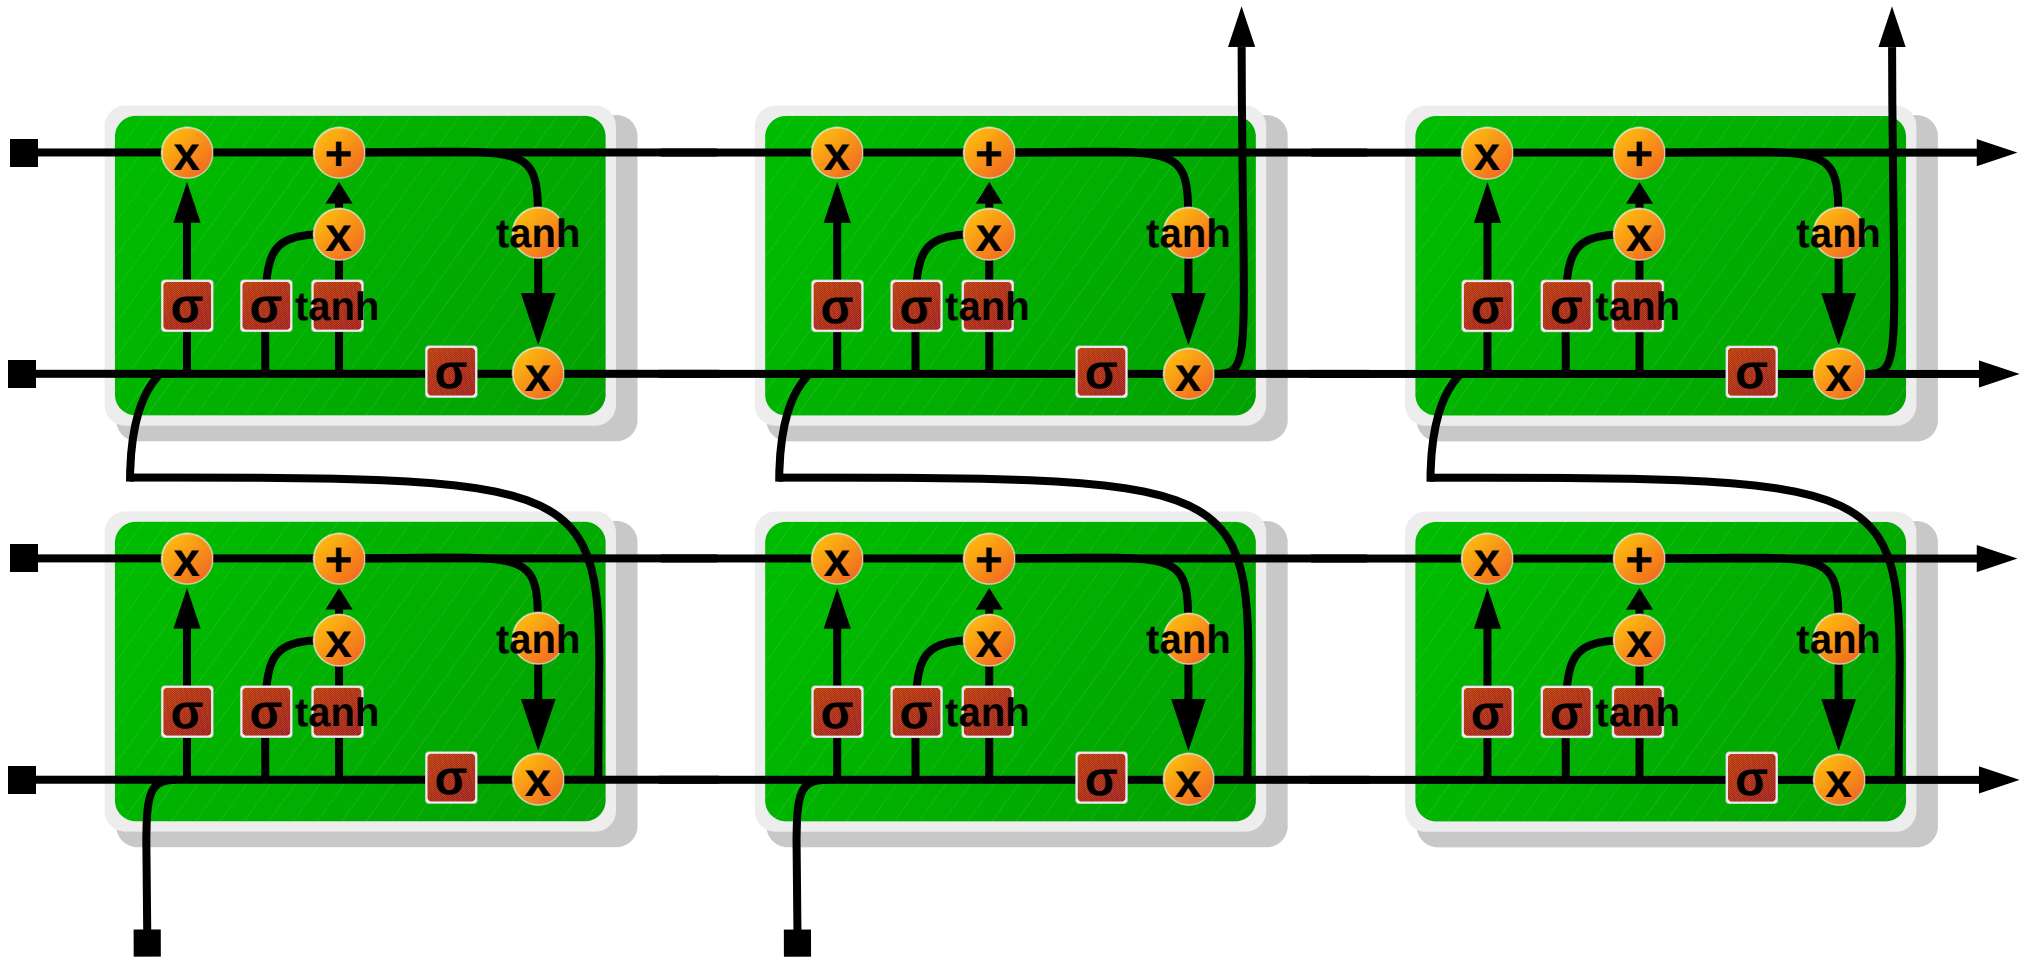 x + x + x +
x tanh x tanh x tanh
σ σ tanh σ σ tanh σ σ tanh
σ x σ x σ x
x + x + x +
x tanh x tanh x tanh
σ σ tanh σ σ tanh σ σ tanh
σ x σ x σ x